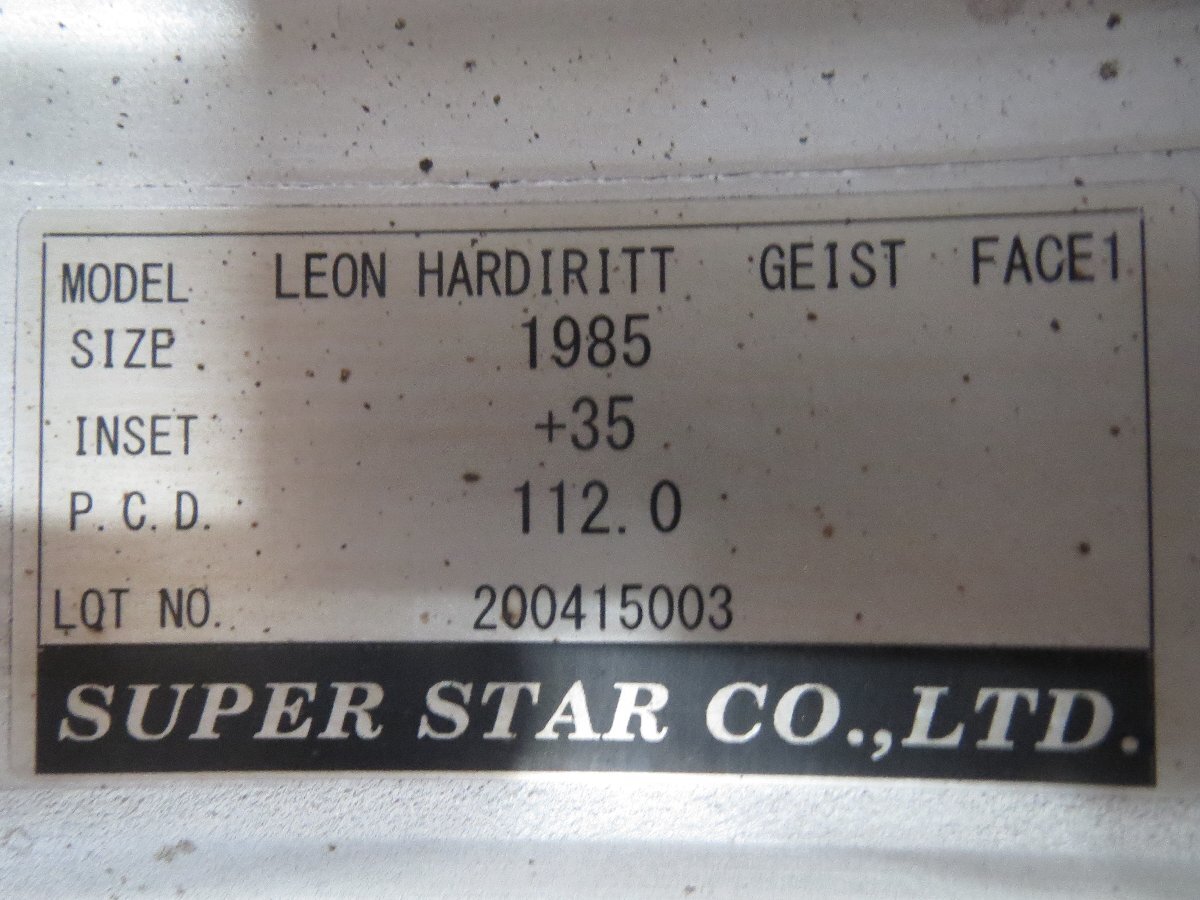 MODEL LEON HARDIRITT GEIST FACE1
SIZE 1985
INSET +35
P.C.D. 112.0
LOT NO. 200415003
SUPER STAR CO.,LTD.